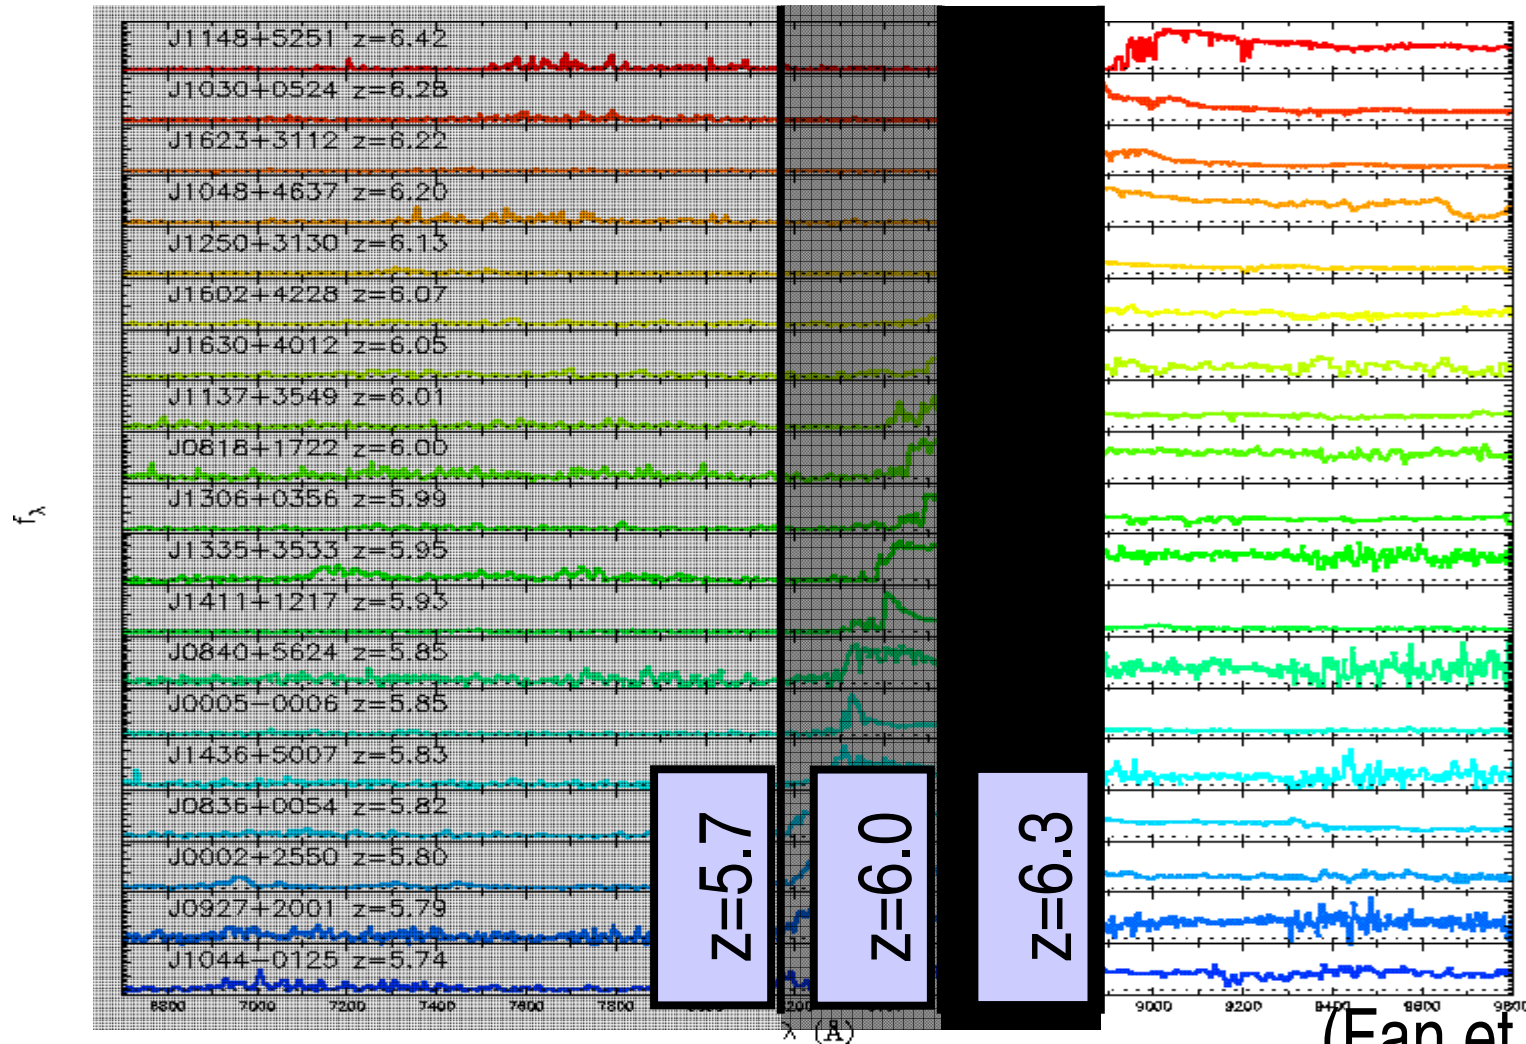 J1148+5251 z=6.42
J1030+0524 z=6.28
J1623+3112 z=6.22
J1048+4637 z=6.20
J1250+3130 z=6.13
J1602+4228 z=6.07
J1630+4012 z=6.05
J1137+3549 z=6.01
J0818+1722 z=6.00
J1306+0356 z=5.99
J1335+3533 z=5.95
J1411+1217 z=5.93
J0840+5624 z=5.85
J0005-0006 z=5.85
J1436+5007 z=5.83
J0836+0054 z=5.82
J0002+2550 z=5.80
J0927+2001 z=5.79
J1044-0125 z=5.74
fλ
z=5.7
z=6.0
z=6.3
6800 7000 7200 7400 7600 7800 9000 9200 9400 9600 9800
λ (Å)
(Fan et